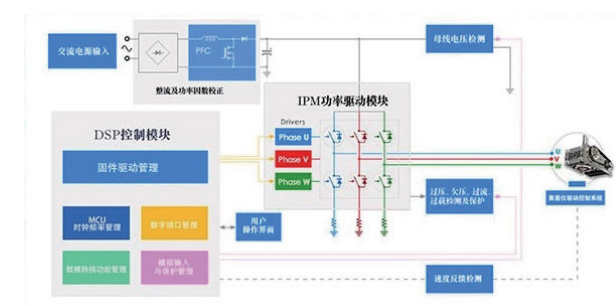 交流电源输入
PFC
整流及功率因数校正
母线电压检测
IPM功率驱动模块
Drivers
Phase U
Phase V
Phase W
U
V
W
DSP控制模块
固件驱动管理
MCU
时钟频率管理
数字端口管理
数模转换功能管理
模拟输入
与保护管理
用户
操作界面
过压、欠压、过流、
过载检测及保护
速度反馈检测